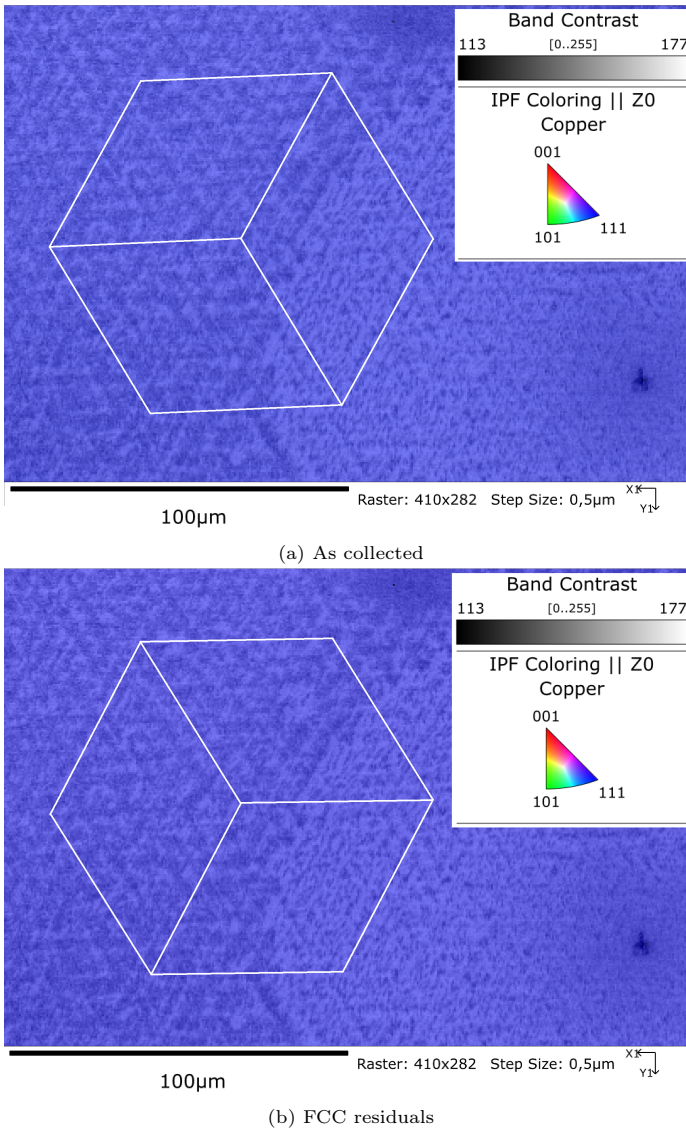 Band Contrast
113 [0..255] 177
IPF Coloring || Z0
Copper
001
101 111
Raster: 410x282 Step Size: 0,5µm X1 Y1
100µm
(a) As collected
Band Contrast
113 [0..255] 177
IPF Coloring || Z0
Copper
001
101 111
Raster: 410x282 Step Size: 0,5µm X1 Y1
100µm
(b) FCC residuals